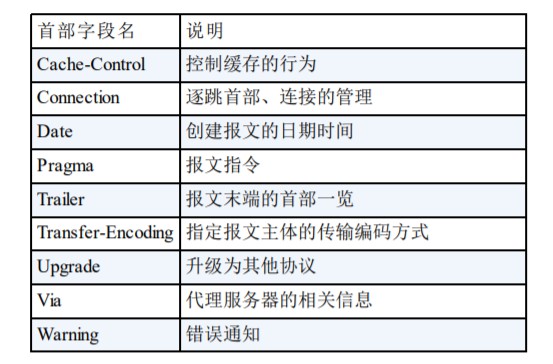 首部字段名 说明
Cache-Control 控制缓存的行为
Connection 逐跳首部、连接的管理
Date 创建报文的日期时间
Pragma 报文指令
Trailer 报文末端的首部一览
Transfer-Encoding 指定报文主体的传输编码方式
Upgrade 升级为其他协议
Via 代理服务器的相关信息
Warning 错误通知